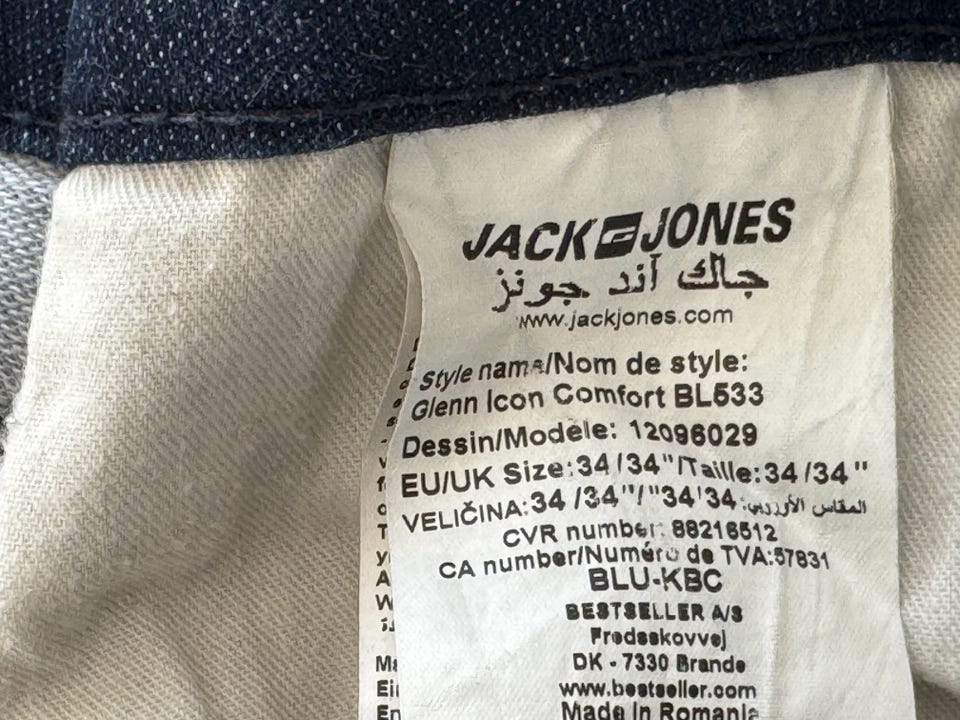 JACK JONES
جاك آند جونز
www.jackjones.com
Style name/Nom de style:
Glenn Icon Comfort BL533
Dessin/Modèle: 12096029
EU/UK Size:34/34"/Taille:34/34"
VELIČINA:34/34"/"34'34:المقاس الأوروبي
CVR number: 88216512
CA number/Numéro de TVA:57831
BLU-KBC
BESTSELLER A/S
Fredsskovvej
DK - 7330 Brande
www.bestseller.com
Made in Romania